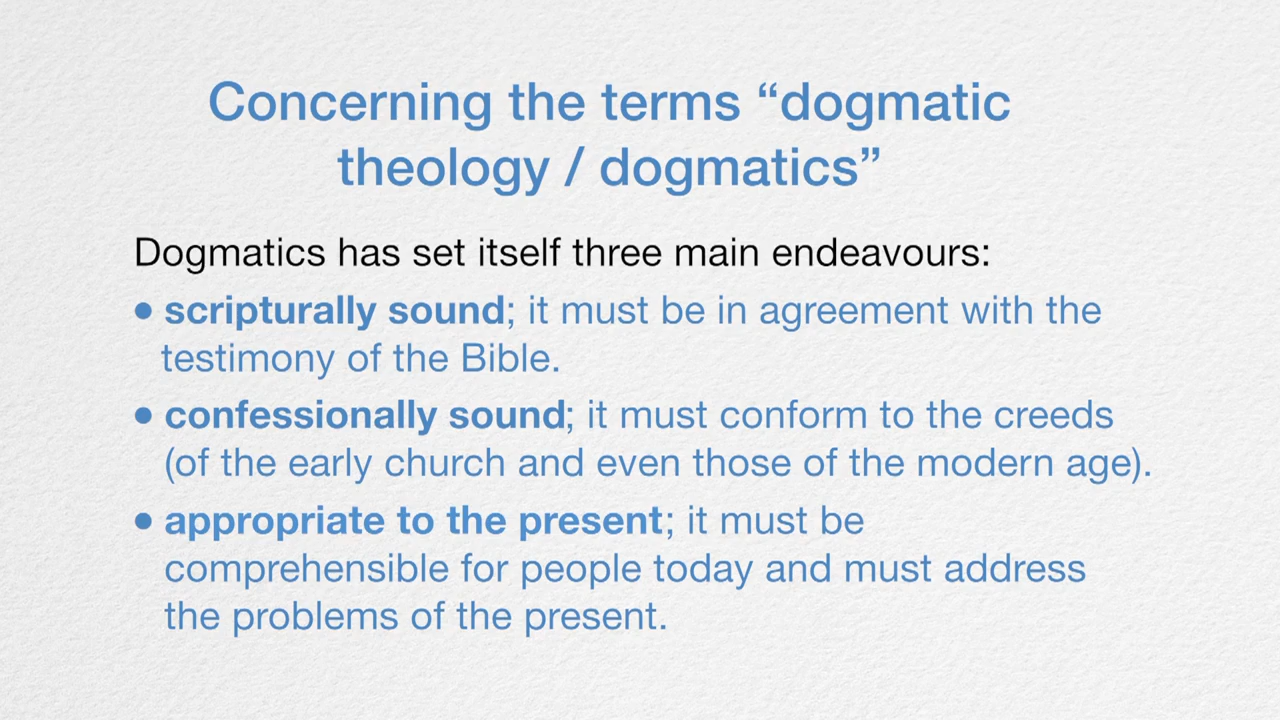 Concerning the terms “dogmatic
theology / dogmatics”
Dogmatics has set itself three main endeavours:
• scripturally sound; it must be in agreement with the
testimony of the Bible.
• confessionally sound; it must conform to the creeds
(of the early church and even those of the modern age).
• appropriate to the present; it must be
comprehensible for people today and must address
the problems of the present.